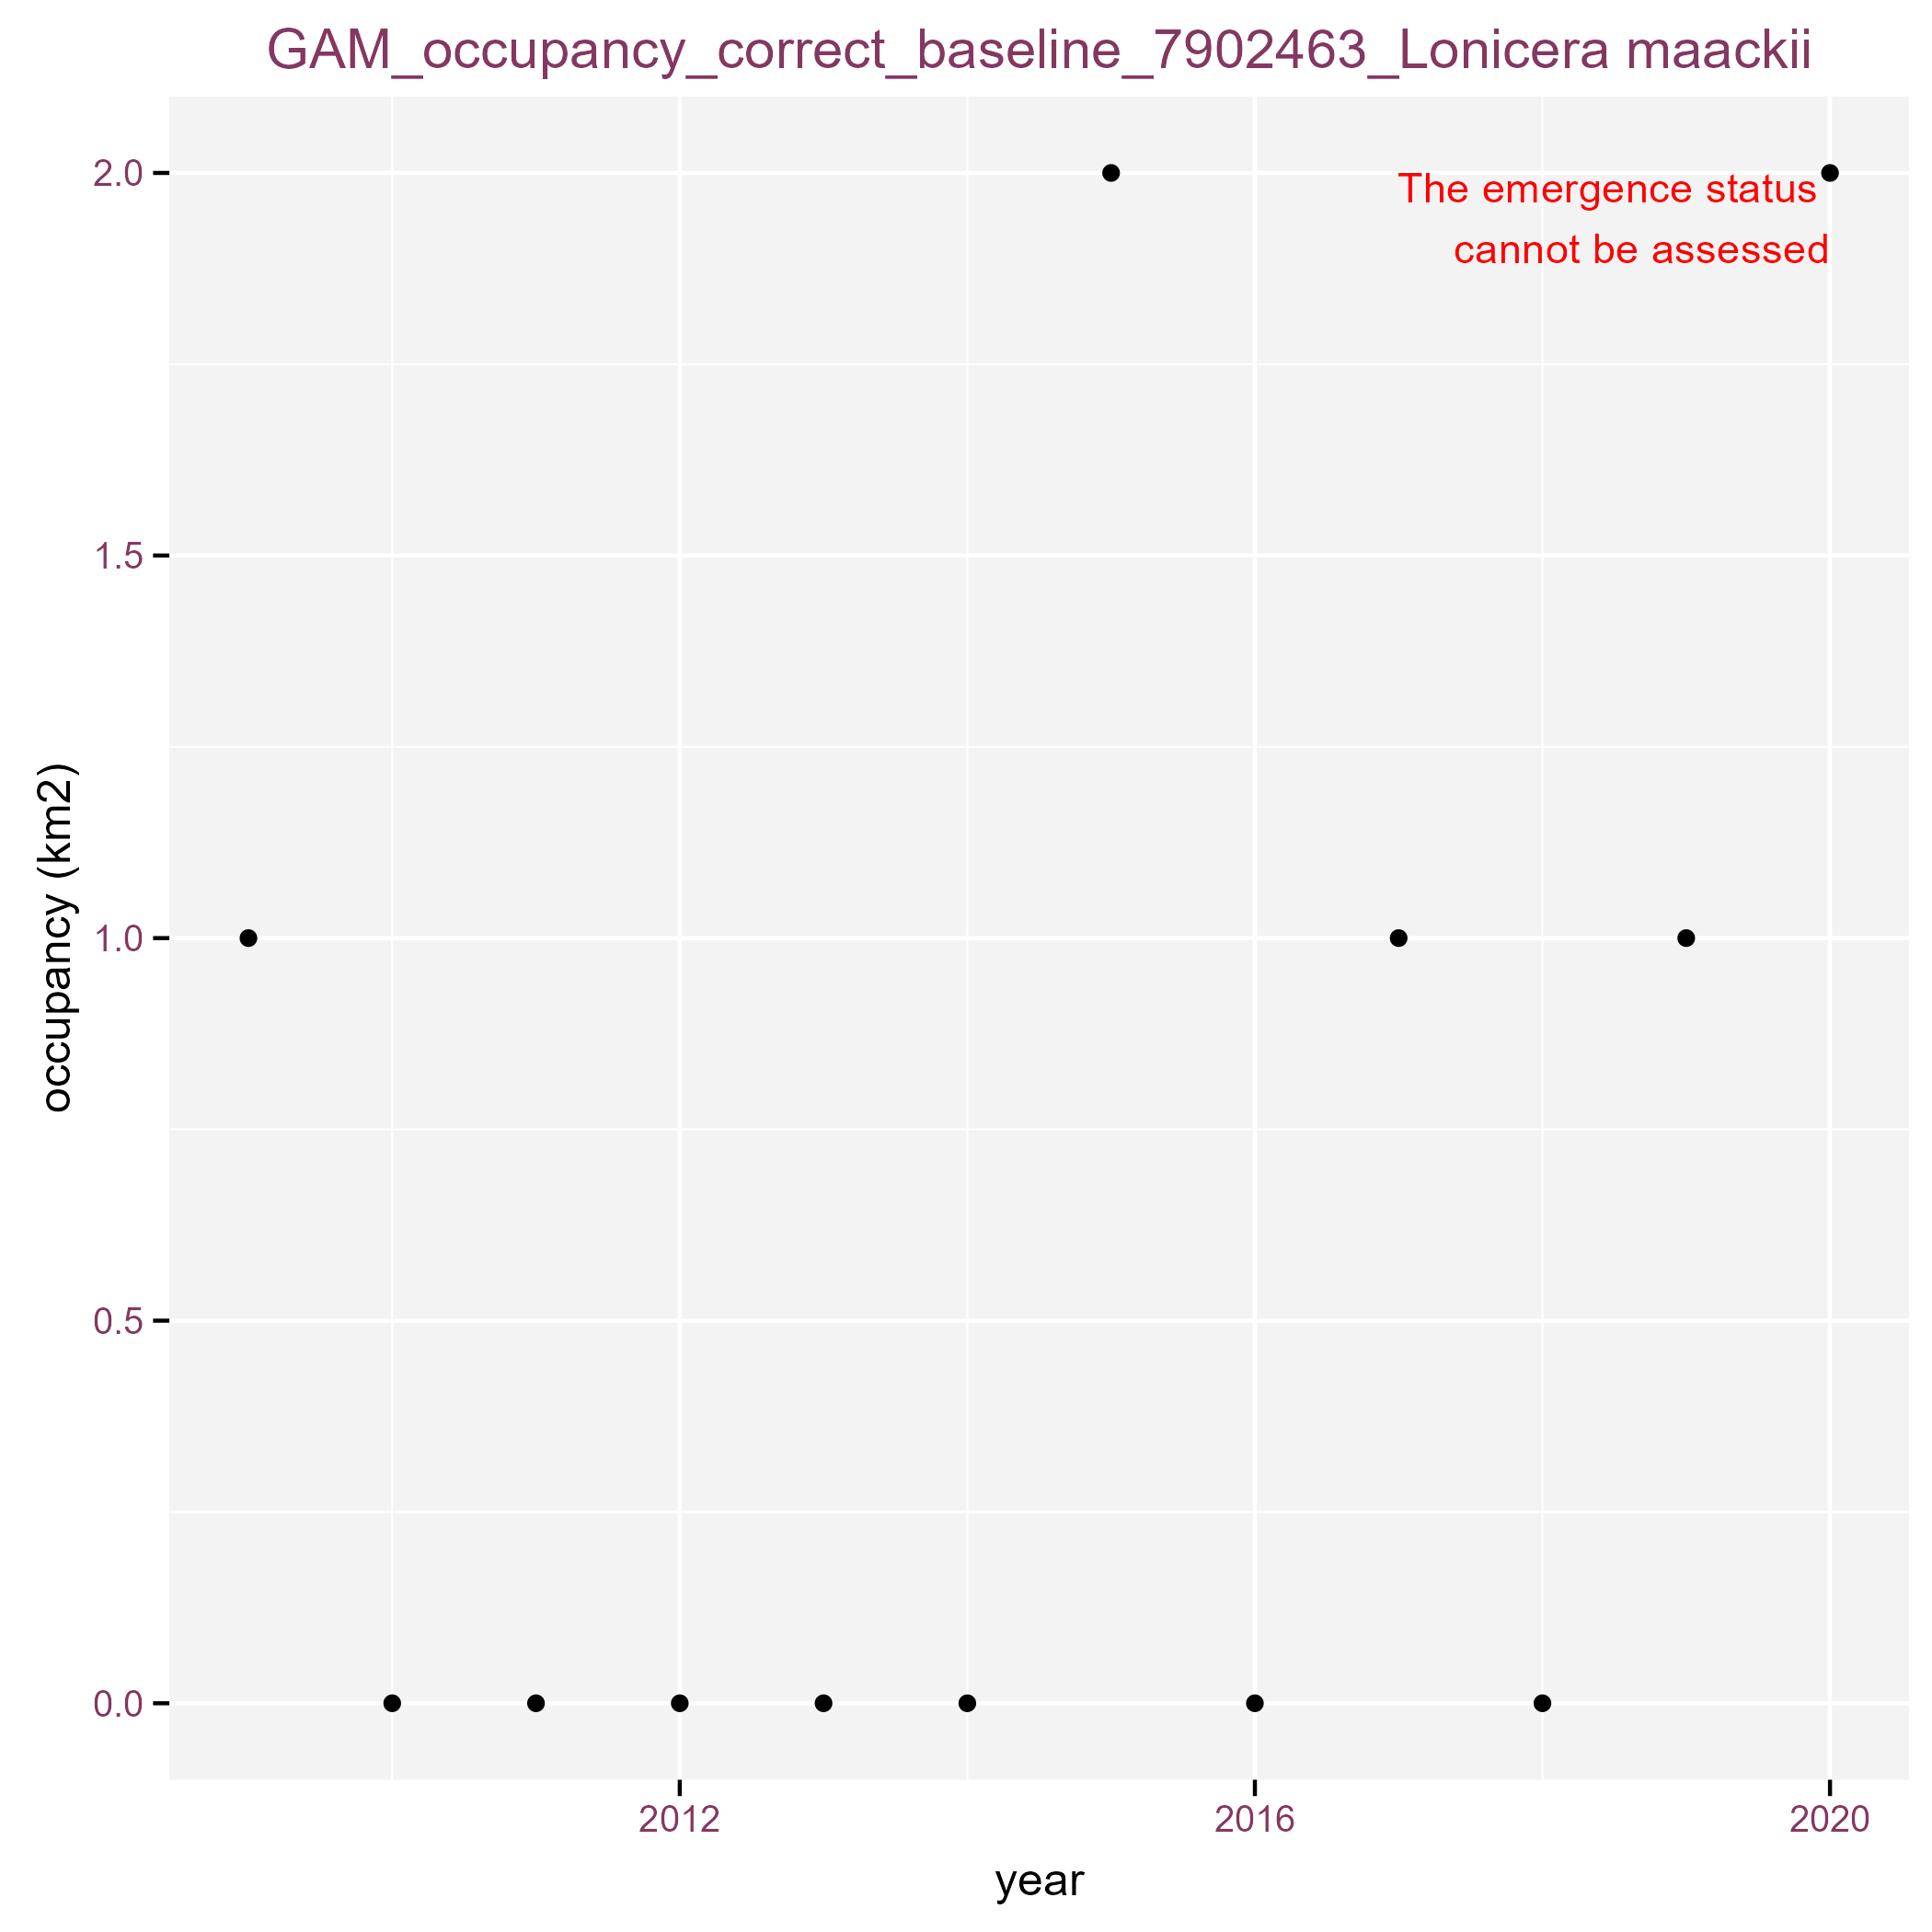 GAM_occupancy_correct_baseline_7902463_Lonicera maackii
2.0
The emergence status
cannot be assessed
1.5
occupancy (km2)
1.0
0.5
0.0
2012
2016
2020
year